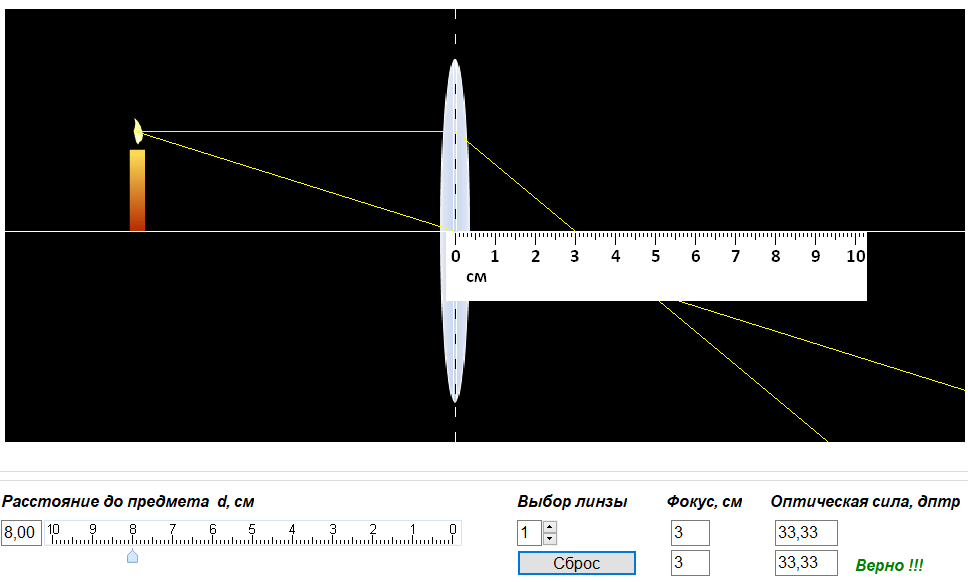 0 1 2 3 4 5 6 7 8 9 10
см
Расстояние до предмета d, см
Выбор линзы
Фокус, см
Оптическая сила, дптр
8,00
10 9 8 7 6 5 4 3 2 1 0
1
3
33,33
Сброс
3
33,33
Верно !!!